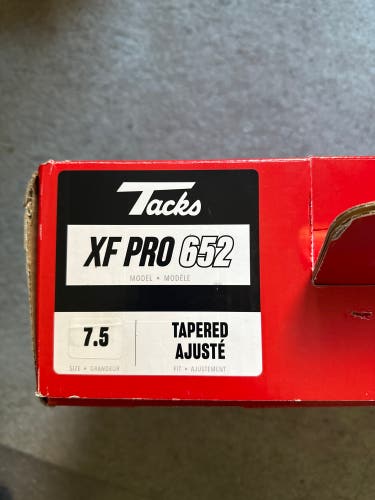 Tacks
XF PRO 652
MODEL • MODÈLE
7.5
TAPERED
AJUSTÉ
SIZE • GRANDEUR
FIT • AJUSTEMENT